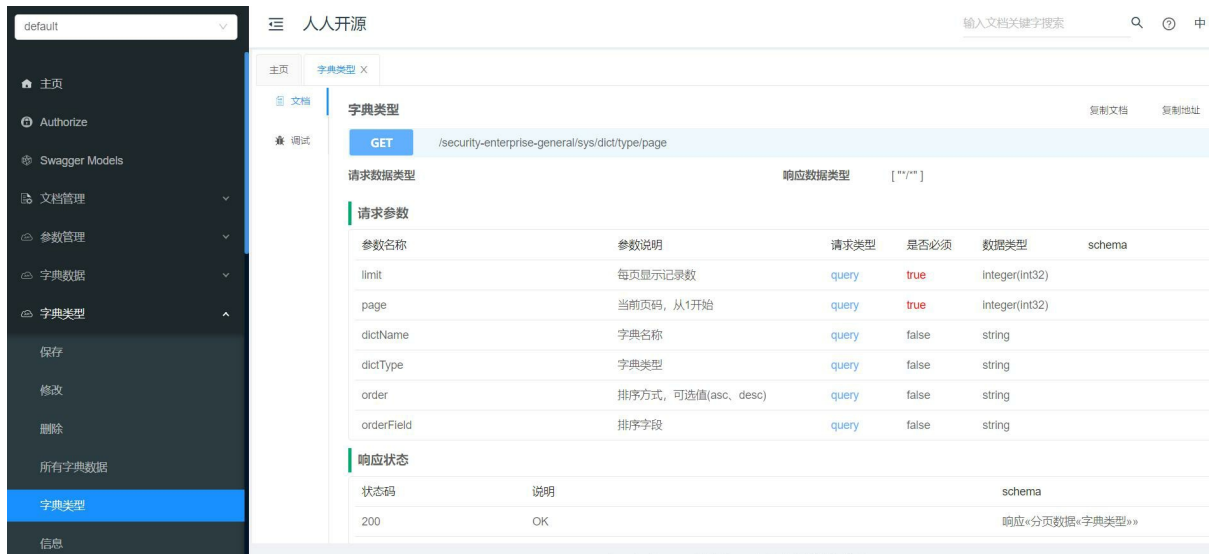 default
主页
Authorize
Swagger Models
文档管理
参数管理
字典数据
字典类型
保存
修改
删除
所有字典数据
字典类型
信息
人人开源
输入文档关键字搜索
中
主页 字典类型 X
文档
调试
字典类型 复制文档 复制地址
GET /security-enterprise-general/sys/dict/type/page
请求数据类型 响应数据类型 [ "*/*" ]
请求参数
参数名称 参数说明 请求类型 是否必须 数据类型 schema
limit 每页显示记录数 query true integer(int32)
page 当前页码，从1开始 query true integer(int32)
dictName 字典名称 query false string
dictType 字典类型 query false string
order 排序方式，可选值(asc、desc) query false string
orderField 排序字段 query false string
响应状态
状态码 说明 schema
200 OK 响应«分页数据«字典类型»»